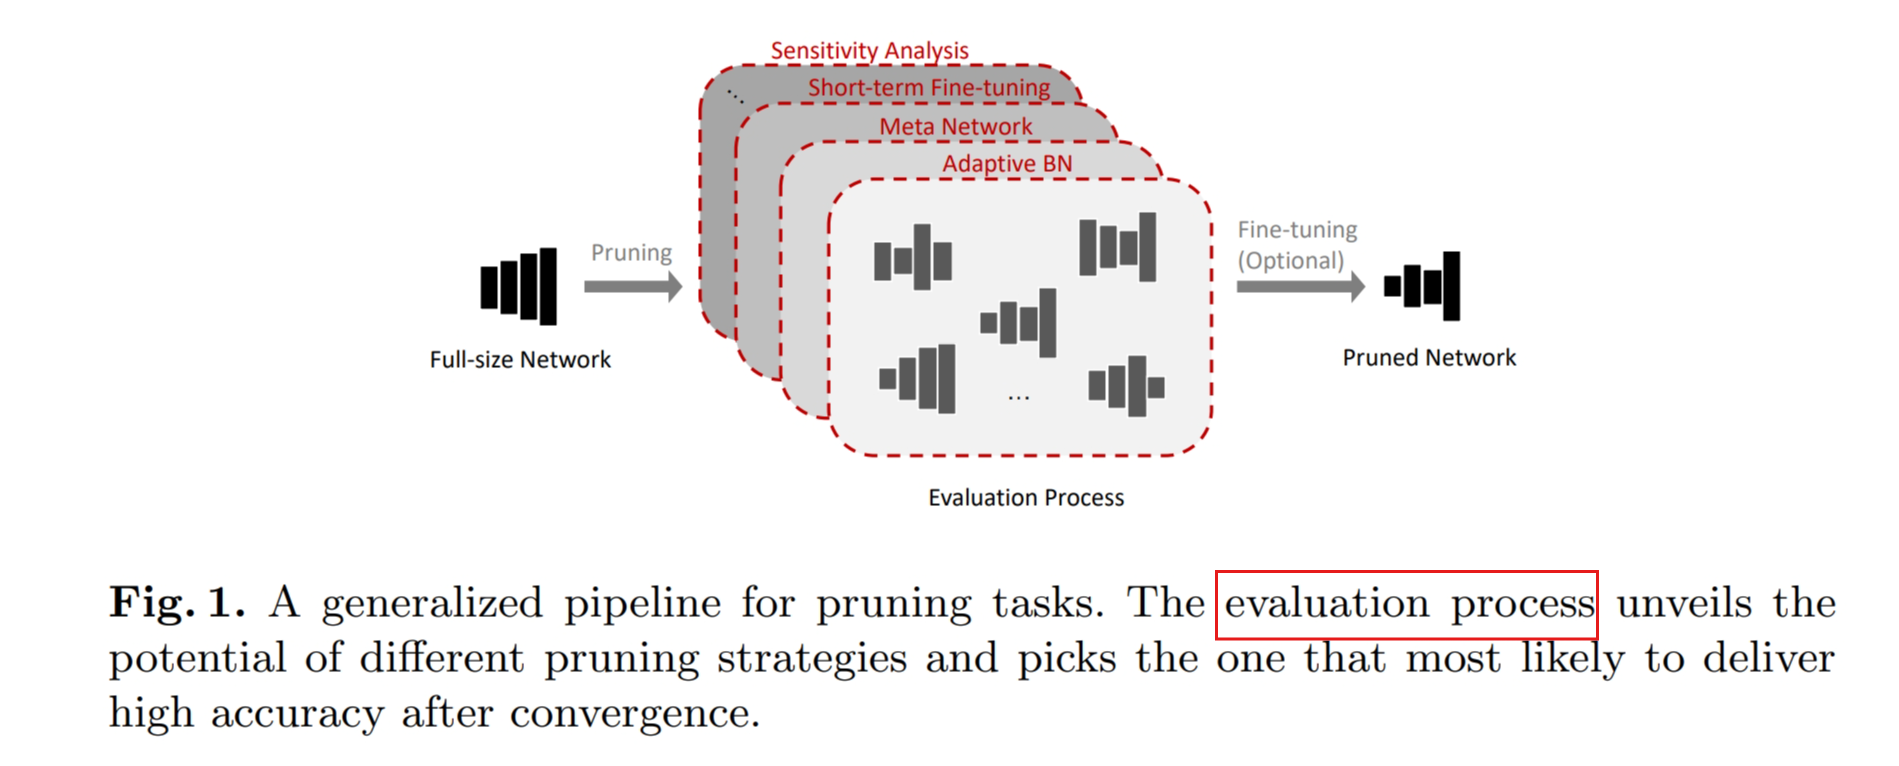 Sensitivity Analysis
Short-term Fine-tuning
Meta Network
Adaptive BN
Pruning
Fine-tuning
(Optional)
...
...
Full-size Network
Pruned Network
Evaluation Process
Fig. 1. A generalized pipeline for pruning tasks. The evaluation process unveils the
potential of different pruning strategies and picks the one that most likely to deliver
high accuracy after convergence.